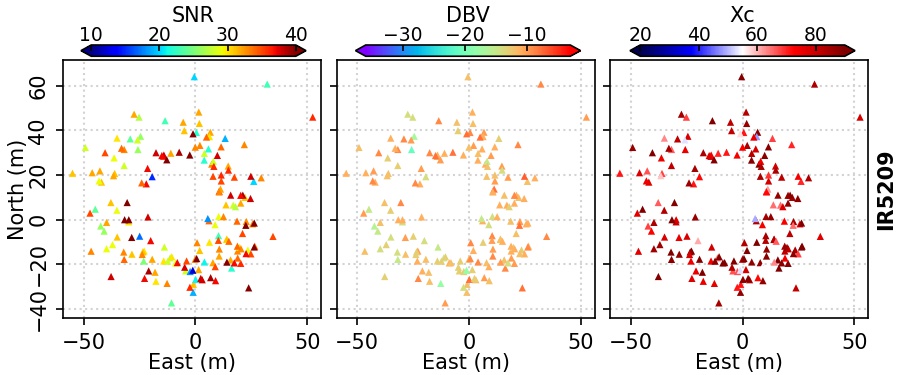 SNR DBV Xc
10 20 30 40 −30 −20 −10 20 40 60 80
60
40
20
0
−20
−40
North (m)
−50 0 50 −50 0 50 −50 0 50
East (m) East (m) East (m)
IR5209